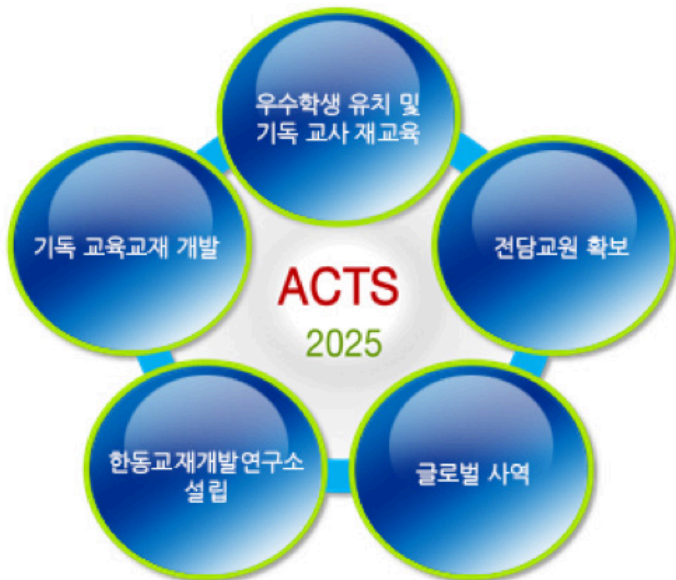 우수학생 유치 및
기독 교사 재교육
기독 교육교재 개발
전담교원 확보
ACTS
2025
한동교재개발연구소
설립
글로벌 사역